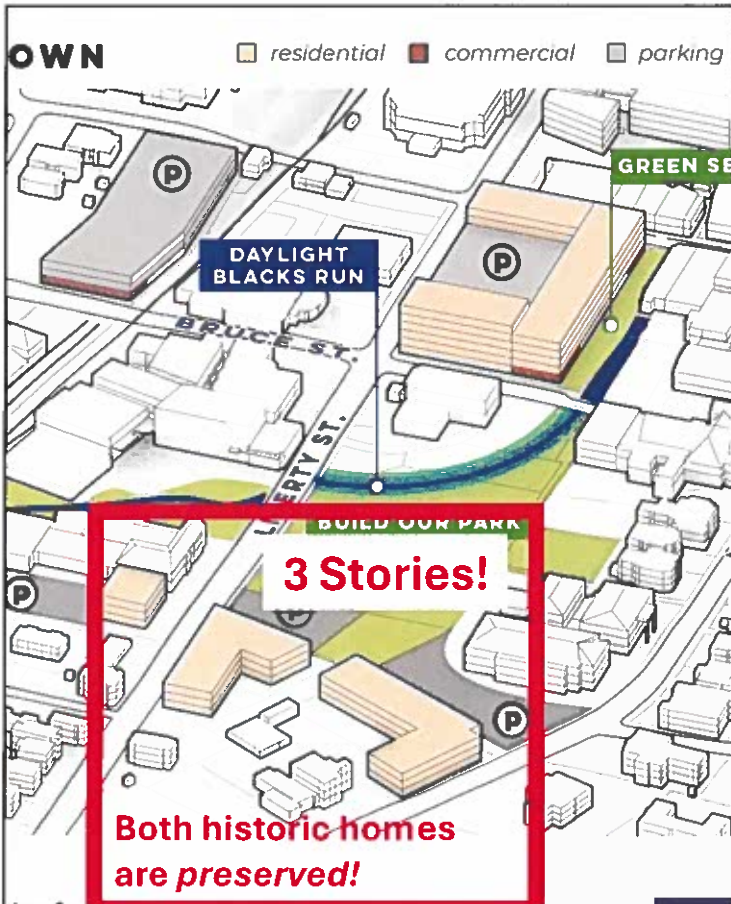 OWN
residential commercial parking
P
GREEN SE
DAYLIGHT
BLACKS RUN
P
BRUCE ST.
LIBERTY ST.
BUILD OUR PARK
3 Stories!
P
P
P
Both historic homes
are preserved!